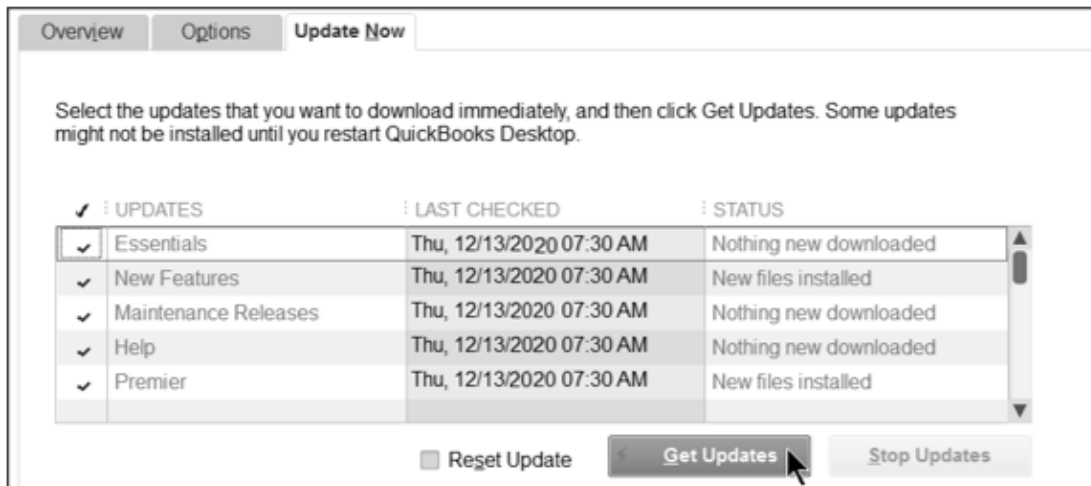 Overview Options Update Now
Select the updates that you want to download immediately, and then click Get Updates. Some updates
might not be installed until you restart QuickBooks Desktop.
UPDATES LAST CHECKED STATUS
Essentials Thu, 12/13/2020 07:30 AM Nothing new downloaded
New Features Thu, 12/13/2020 07:30 AM New files installed
Maintenance Releases Thu, 12/13/2020 07:30 AM Nothing new downloaded
Help Thu, 12/13/2020 07:30 AM Nothing new downloaded
Premier Thu, 12/13/2020 07:30 AM New files installed
Reset Update Get Updates Stop Updates